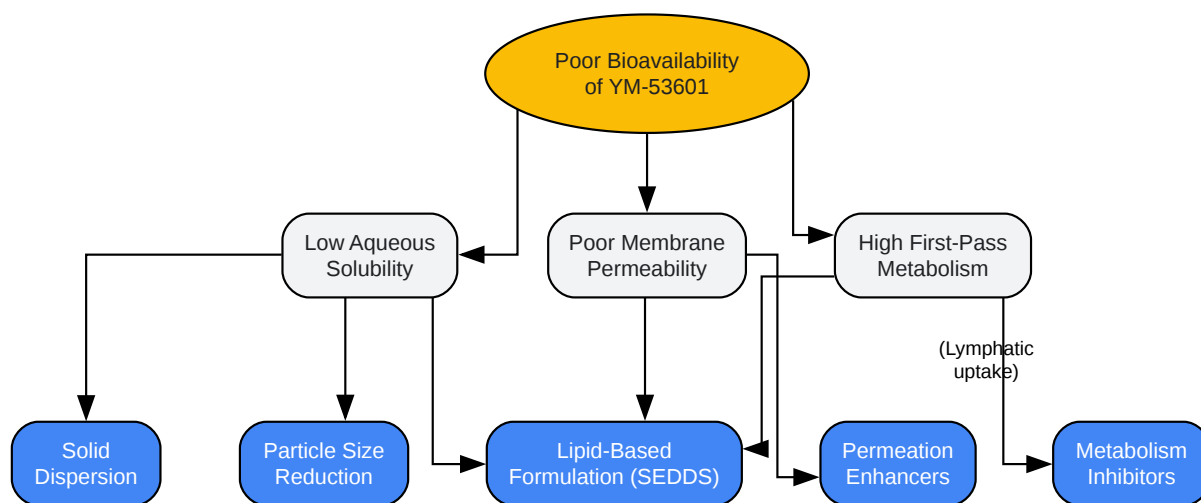 Poor Bioavailability
of YM-53601
Low Aqueous
Solubility
Poor Membrane
Permeability
High First-Pass
Metabolism
(Lymphatic
uptake)
Solid
Dispersion
Particle Size
Reduction
Lipid-Based
Formulation (SEDDS)
Permeation
Enhancers
Metabolism
Inhibitors